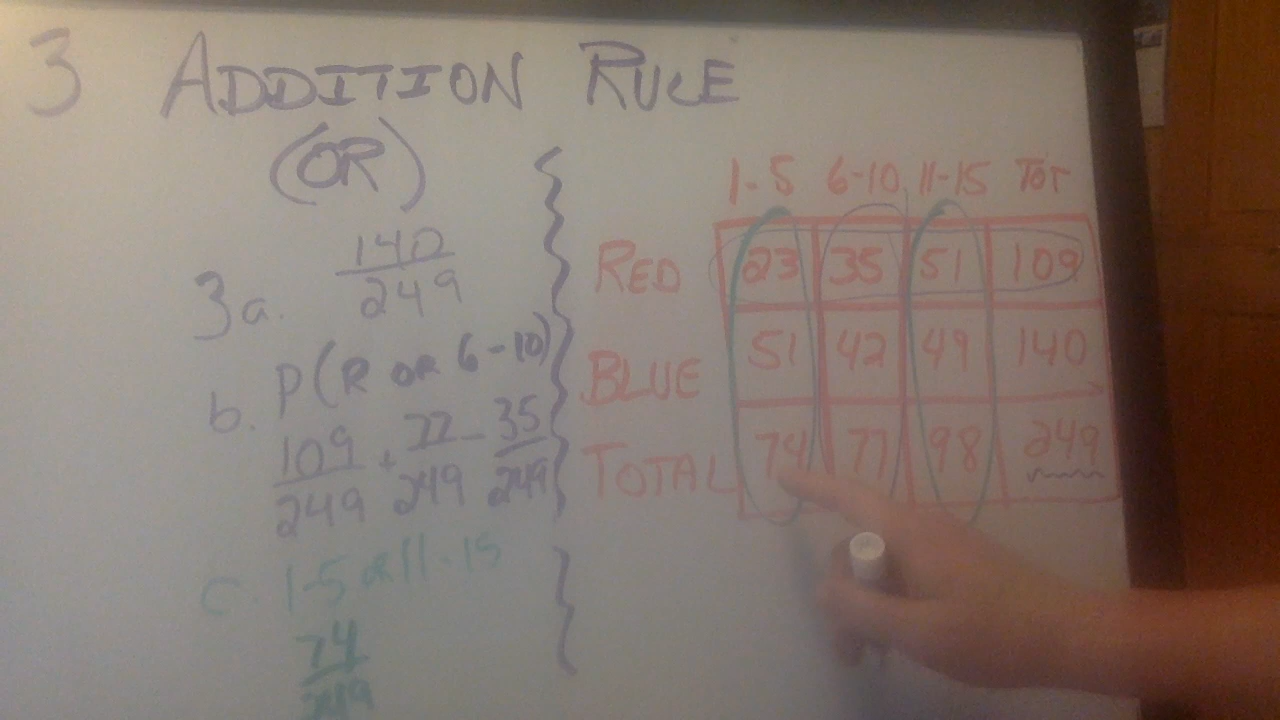 3 ADDITION RULE
(OR)
3a. 140/249
b. P(R OR 6-10)
109/249 + 77/249 - 35/249
c. 1-5 OR 11-15
74/249
1-5 6-10 11-15 TOT
RED 23 35 51 109
BLUE 51 42 49 140
TOTAL 74 77 98 249